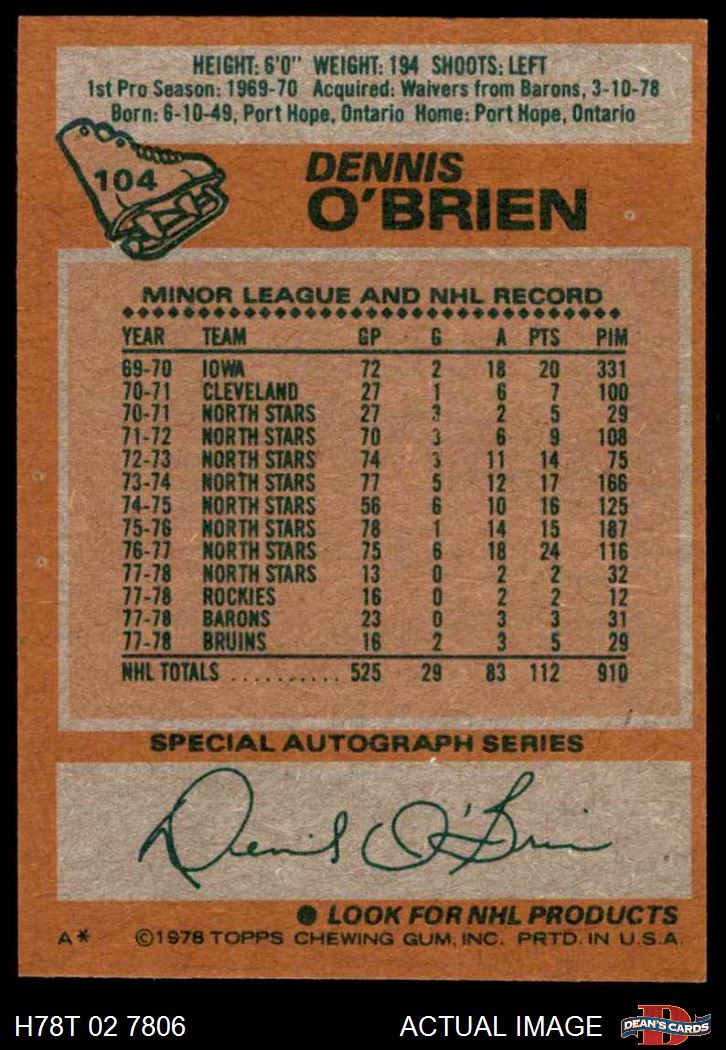 HEIGHT: 6'0" WEIGHT: 194 SHOOTS: LEFT
1st Pro Season: 1969-70 Acquired: Waivers from Barons, 3-10-78
Born: 6-10-49, Port Hope, Ontario Home: Port Hope, Ontario
104
DENNIS
O'BRIEN
MINOR LEAGUE AND NHL RECORD
YEAR TEAM GP G A PTS PIM
69-70 IOWA 72 2 18 20 331
70-71 CLEVELAND 27 1 6 7 100
70-71 NORTH STARS 27 3 2 5 29
71-72 NORTH STARS 70 3 6 9 108
72-73 NORTH STARS 74 3 11 14 75
73-74 NORTH STARS 77 5 12 17 166
74-75 NORTH STARS 56 6 10 16 125
75-76 NORTH STARS 78 1 14 15 187
76-77 NORTH STARS 75 6 18 24 116
77-78 NORTH STARS 13 0 2 2 32
77-78 ROCKIES 16 0 2 2 12
77-78 BARONS 23 0 3 3 31
77-78 BRUINS 16 2 3 5 29
NHL TOTALS .......... 525 29 83 112 910
SPECIAL AUTOGRAPH SERIES
Dennis O'Brien
● LOOK FOR NHL PRODUCTS
A* ©1978 TOPPS CHEWING GUM, INC. PRTD. IN U.S.A.
H78T 02 7806 ACTUAL IMAGE
D
DEAN'S CARDS